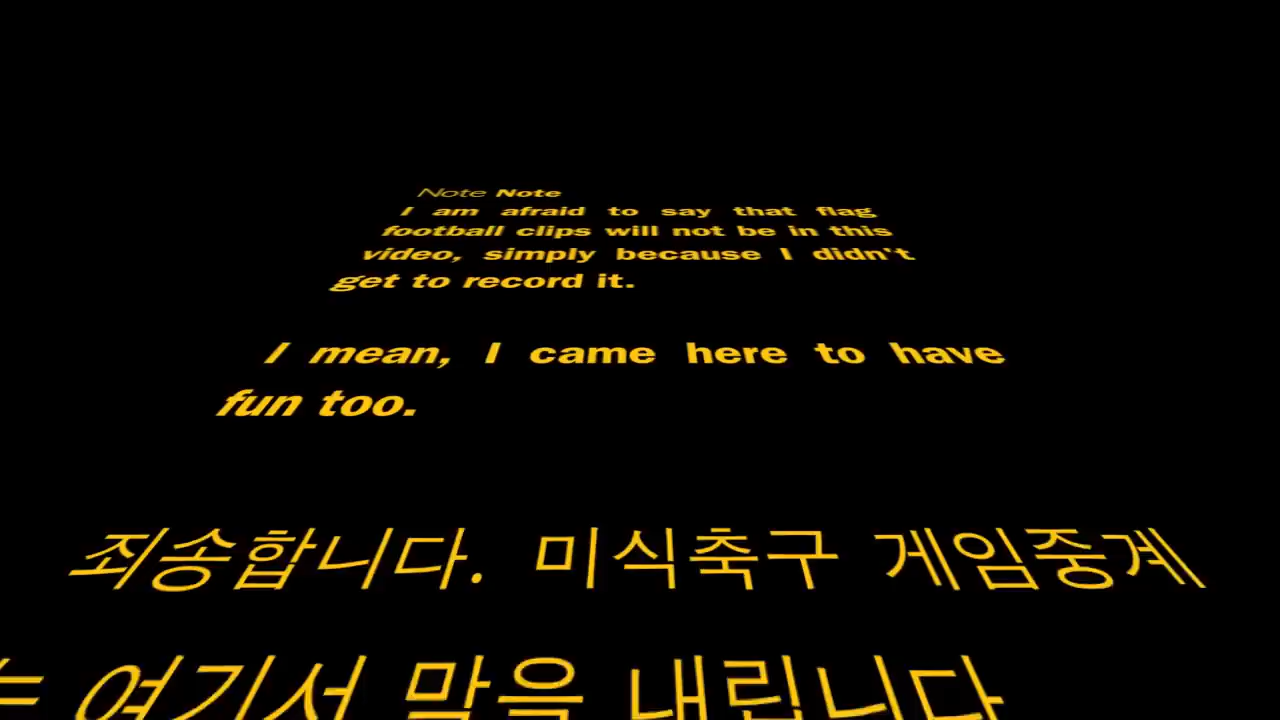 Note Note
I am afraid to say that flag
football clips will not be in this
video, simply because I didn't
get to record it.
I mean, I came here to have
fun too.
죄송합니다. 미식축구 게임중계
는 여기서 막을 내립니다